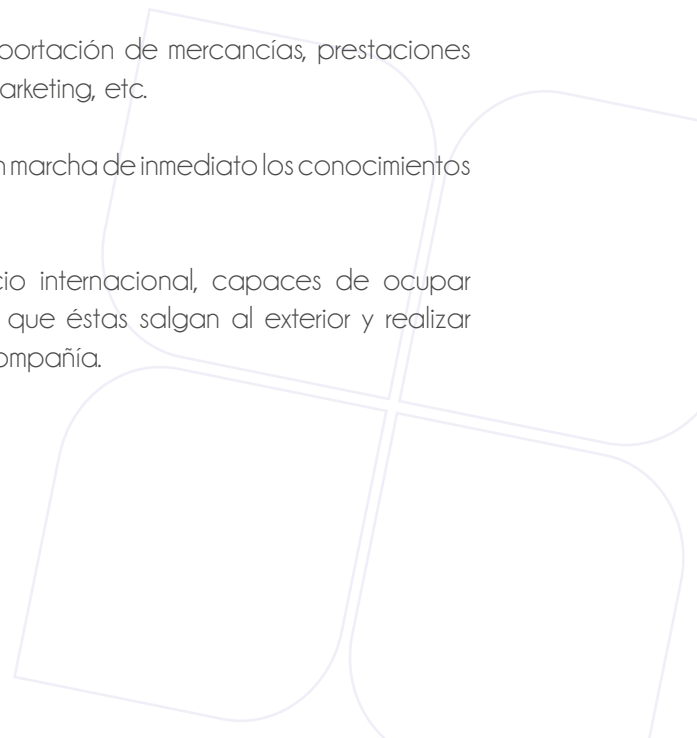 portación de mercancías, prestaciones
arketing, etc.
n marcha de inmediato los conocimientos
cio internacional, capaces de ocupar
que éstas salgan al exterior y realizar
ompañía.